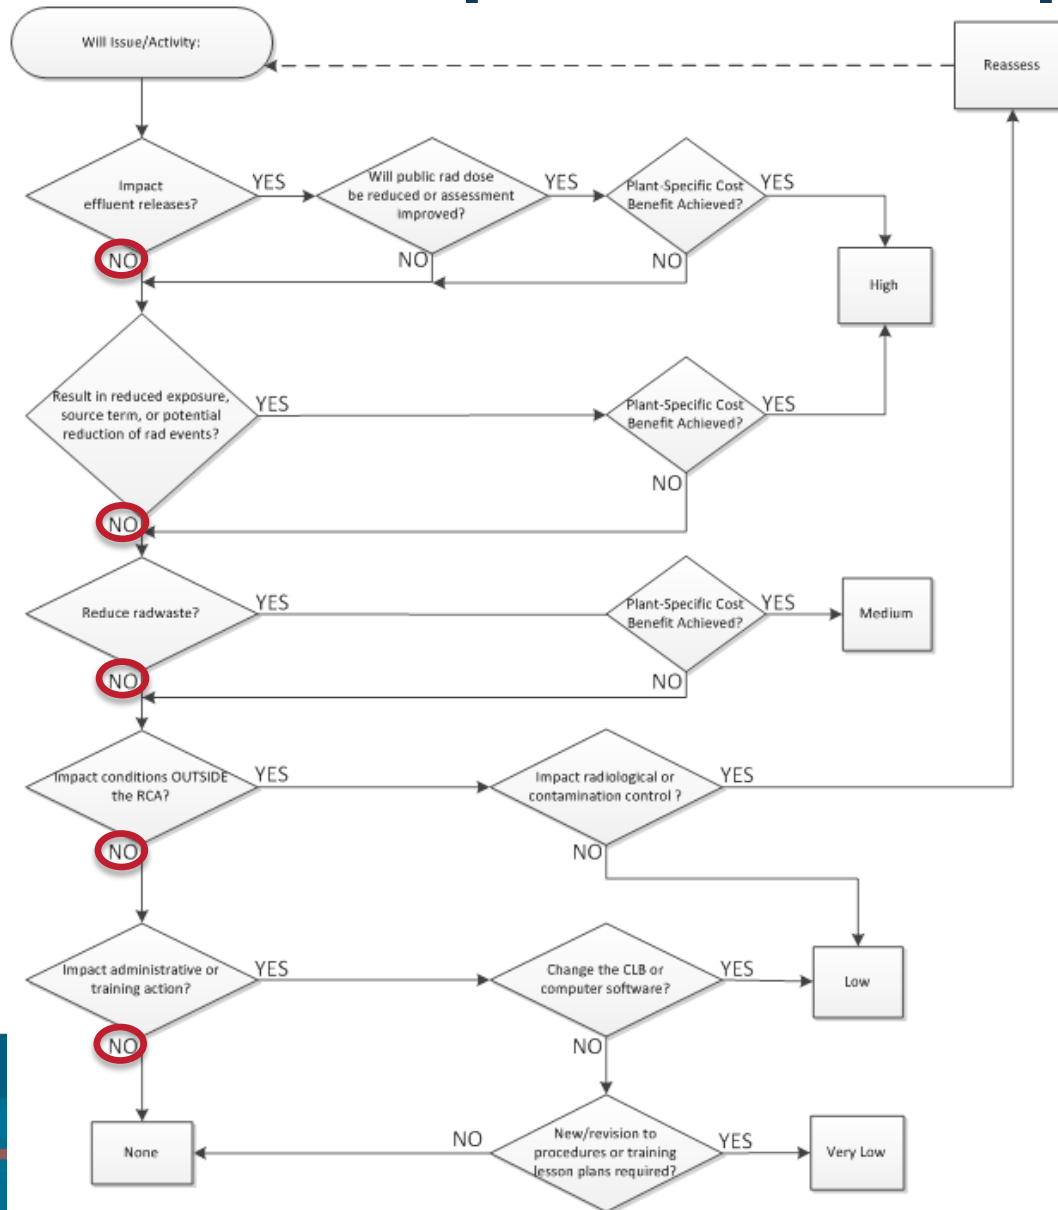 Will Issue/Activity:
Reassess
Impact
effluent releases?
YES
Will public rad dose
be reduced or assessment
improved?
YES
Plant-Specific Cost
Benefit Achieved?
YES
NO
NO
NO
High
Result in reduced exposure,
source term, or potential
reduction of rad events?
YES
Plant-Specific Cost
Benefit Achieved?
YES
NO
NO
Reduce radwaste?
YES
Plant-Specific Cost
Benefit Achieved?
YES
Medium
NO
NO
Impact conditions OUTSIDE
the RCA?
YES
Impact radiological or
contamination control ?
YES
NO
NO
Impact administrative or
training action?
YES
Change the CLB or
computer software?
YES
Low
NO
NO
None
NO
New/revision to
procedures or training
lesson plans required?
YES
Very Low